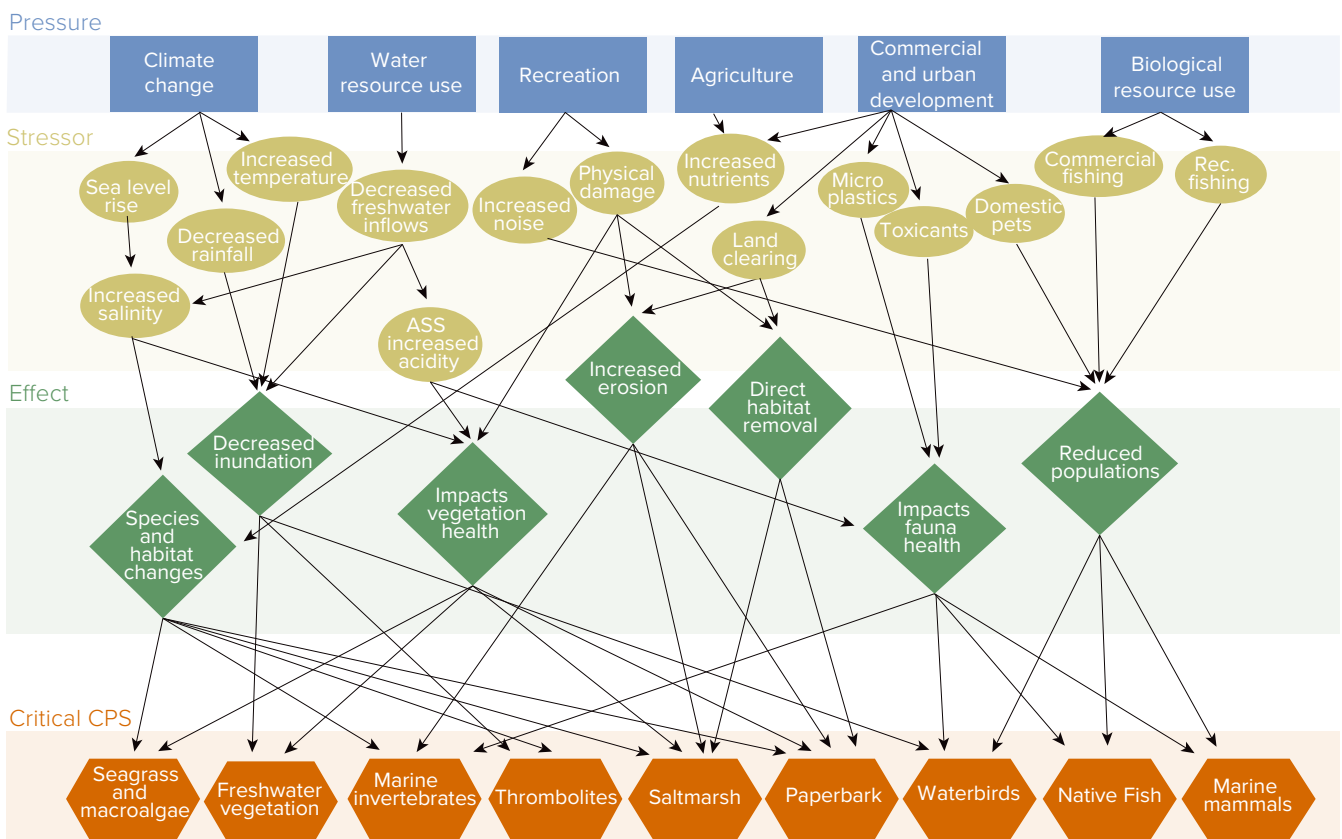 Pressure
Climate
change
Water
resource use
Recreation
Agriculture
Commercial
and urban
development
Biological
resource use
Stressor
Sea level
rise
Increased
temperature
Decreased
rainfall
Decreased
freshwater
inflows
Increased
noise
Physical
damage
Increased
nutrients
Land
clearing
Micro
plastics
Toxicants
Domestic
pets
Commercial
fishing
Rec.
fishing
Increased
salinity
ASS
increased
acidity
Effect
Increased
erosion
Direct
habitat
removal
Decreased
inundation
Reduced
populations
Species
and
habitat
changes
Impacts
vegetation
health
Impacts
fauna
health
Critical CPS
Seagrass
and
macroalgae
Freshwater
vegetation
Marine
invertebrates
Thrombolites
Saltmarsh
Paperbark
Waterbirds
Native Fish
Marine
mammals